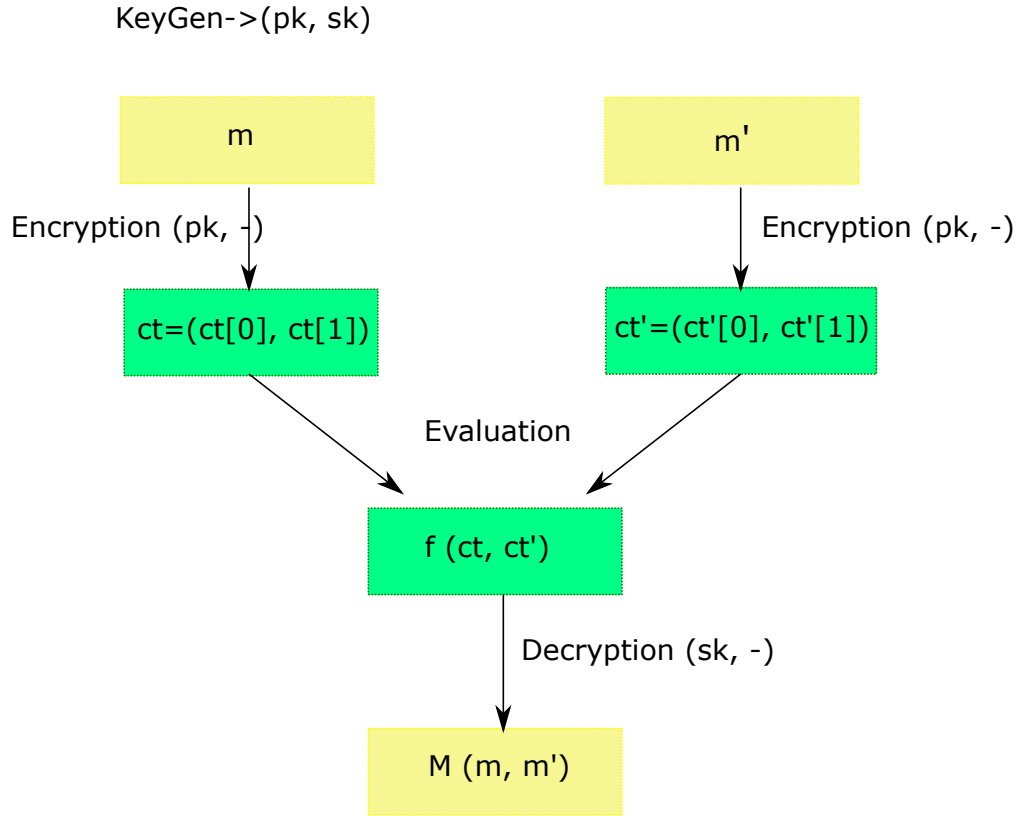 KeyGen->(pk, sk)
m
m'
Encryption (pk, -)
Encryption (pk, -)
ct=(ct[0], ct[1])
ct'=(ct'[0], ct'[1])
Evaluation
f (ct, ct')
Decryption (sk, -)
M (m, m')